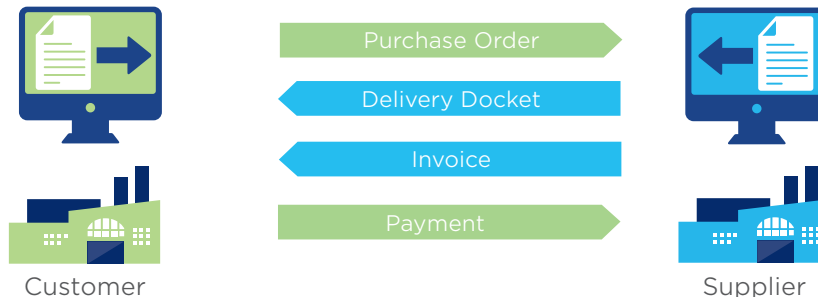 Purchase Order
Delivery Docket
Invoice
Payment
Customer
Supplier